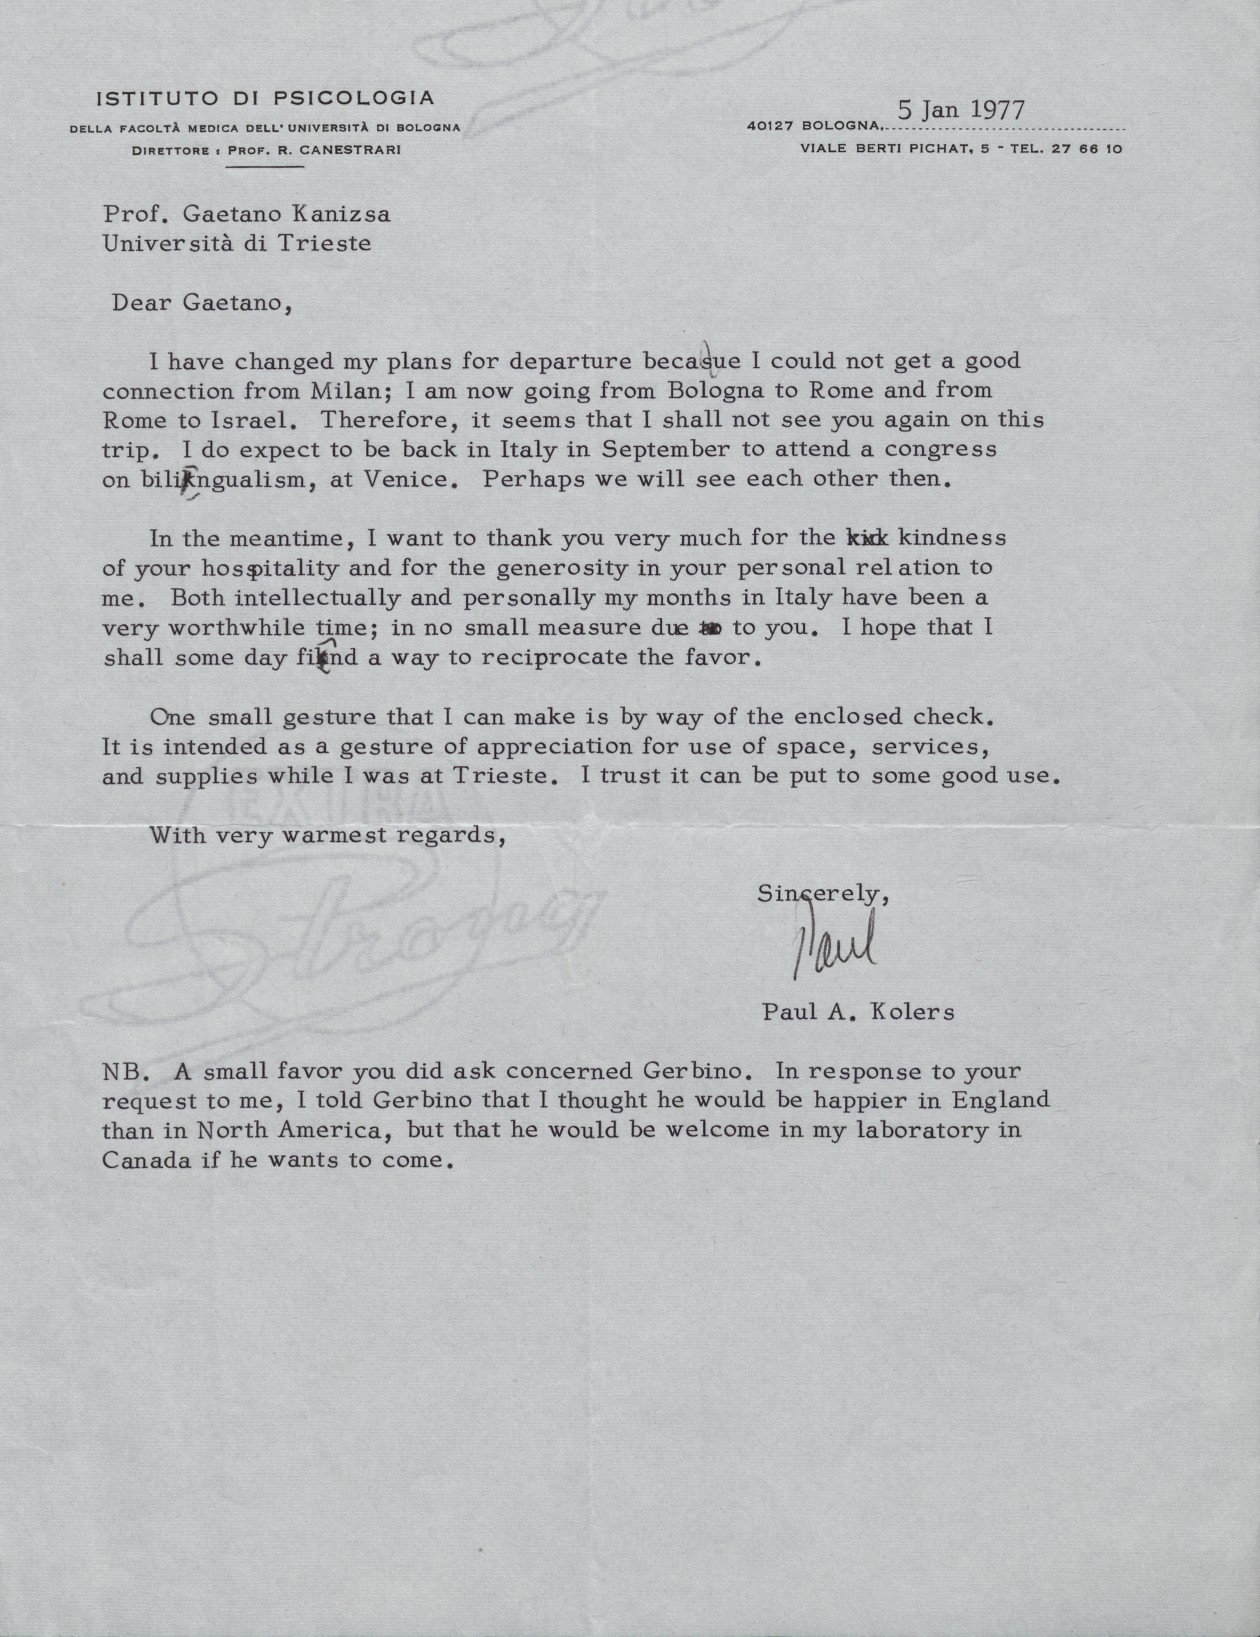 ISTITUTO DI PSICOLOGIA
DELLA FACOLTÀ MEDICA DELL' UNIVERSITÀ DI BOLOGNA
DIRETTORE : PROF. R. CANESTRARI
5 Jan 1977
40127 BOLOGNA,
VIALE BERTI PICHAT, 5 - TEL. 27 66 10
Prof. Gaetano Kanizsa
Università di Trieste
Dear Gaetano,
I have changed my plans for departure becasue I could not get a good
connection from Milan; I am now going from Bologna to Rome and from
Rome to Israel. Therefore, it seems that I shall not see you again on this
trip. I do expect to be back in Italy in September to attend a congress
on bilingualism, at Venice. Perhaps we will see each other then.
In the meantime, I want to thank you very much for the kindness
of your hospitality and for the generosity in your personal relation to
me. Both intellectually and personally my months in Italy have been a
very worthwhile time; in no small measure due to you. I hope that I
shall some day find a way to reciprocate the favor.
One small gesture that I can make is by way of the enclosed check.
It is intended as a gesture of appreciation for use of space, services,
and supplies while I was at Trieste. I trust it can be put to some good use.
EXTRA
With very warmest regards,
Sincerely,
Paul
Paul A. Kolers
NB. A small favor you did ask concerned Gerbino. In response to your
request to me, I told Gerbino that I thought he would be happier in England
than in North America, but that he would be welcome in my laboratory in
Canada if he wants to come.